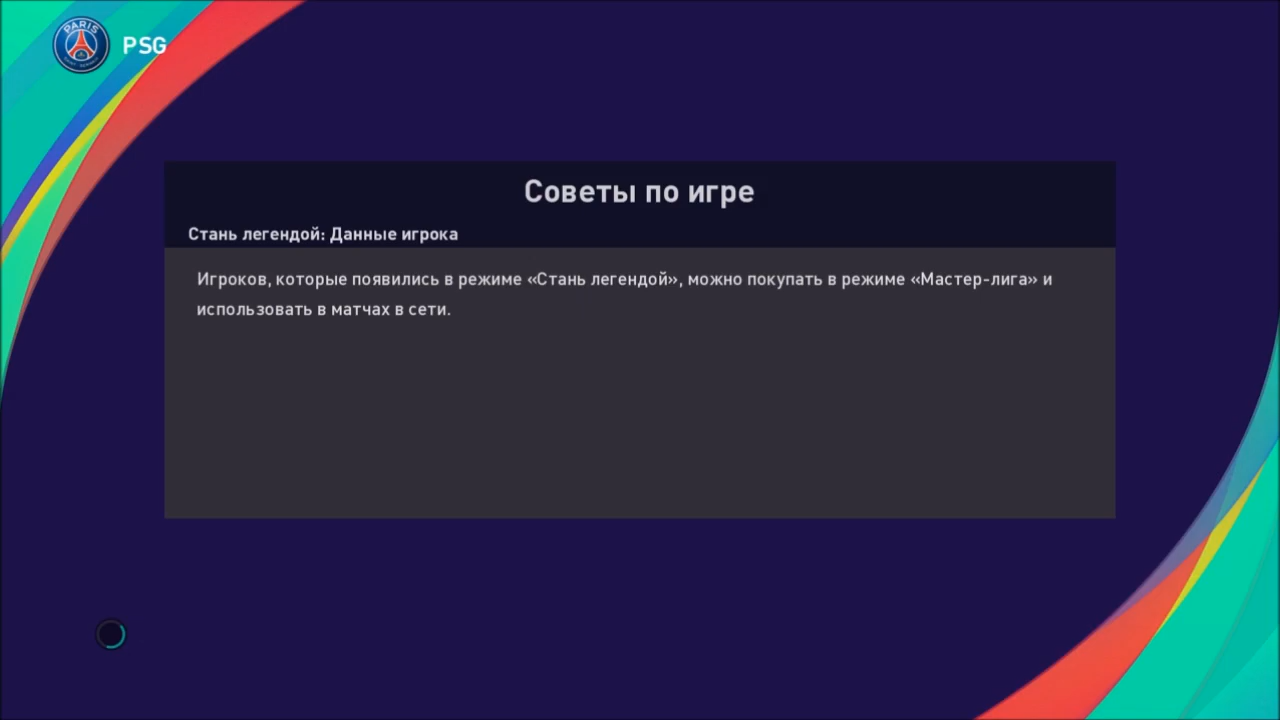 PARIS
PSG
Советы по игре
Стань легендой: Данные игрока
Игроков, которые появились в режиме «Стань легендой», можно покупать в режиме «Мастер-лига» и
использовать в матчах в сети.